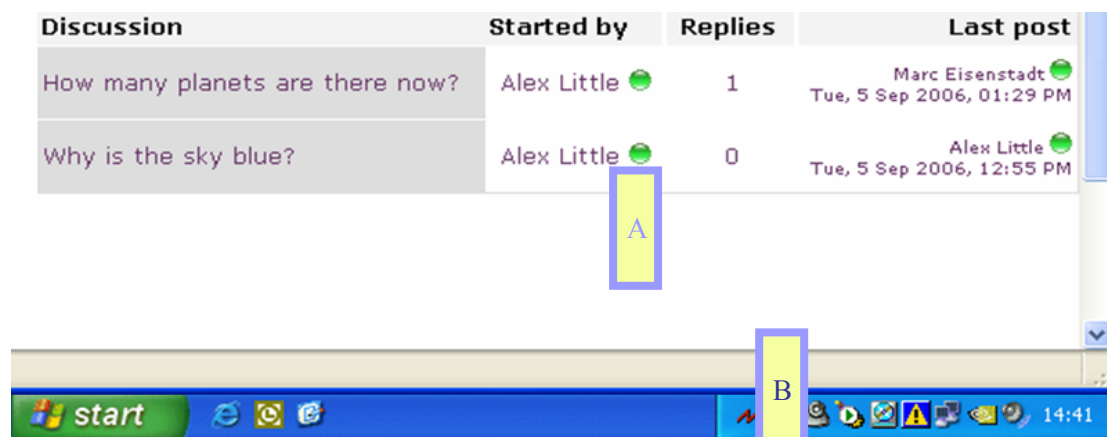 Discussion Started by Replies Last post
How many planets are there now? Alex Little 1 Marc Eisenstadt
Tue, 5 Sep 2006, 01:29 PM
Why is the sky blue? Alex Little 0 Alex Little
Tue, 5 Sep 2006, 12:55 PM
A
B
start 14:41